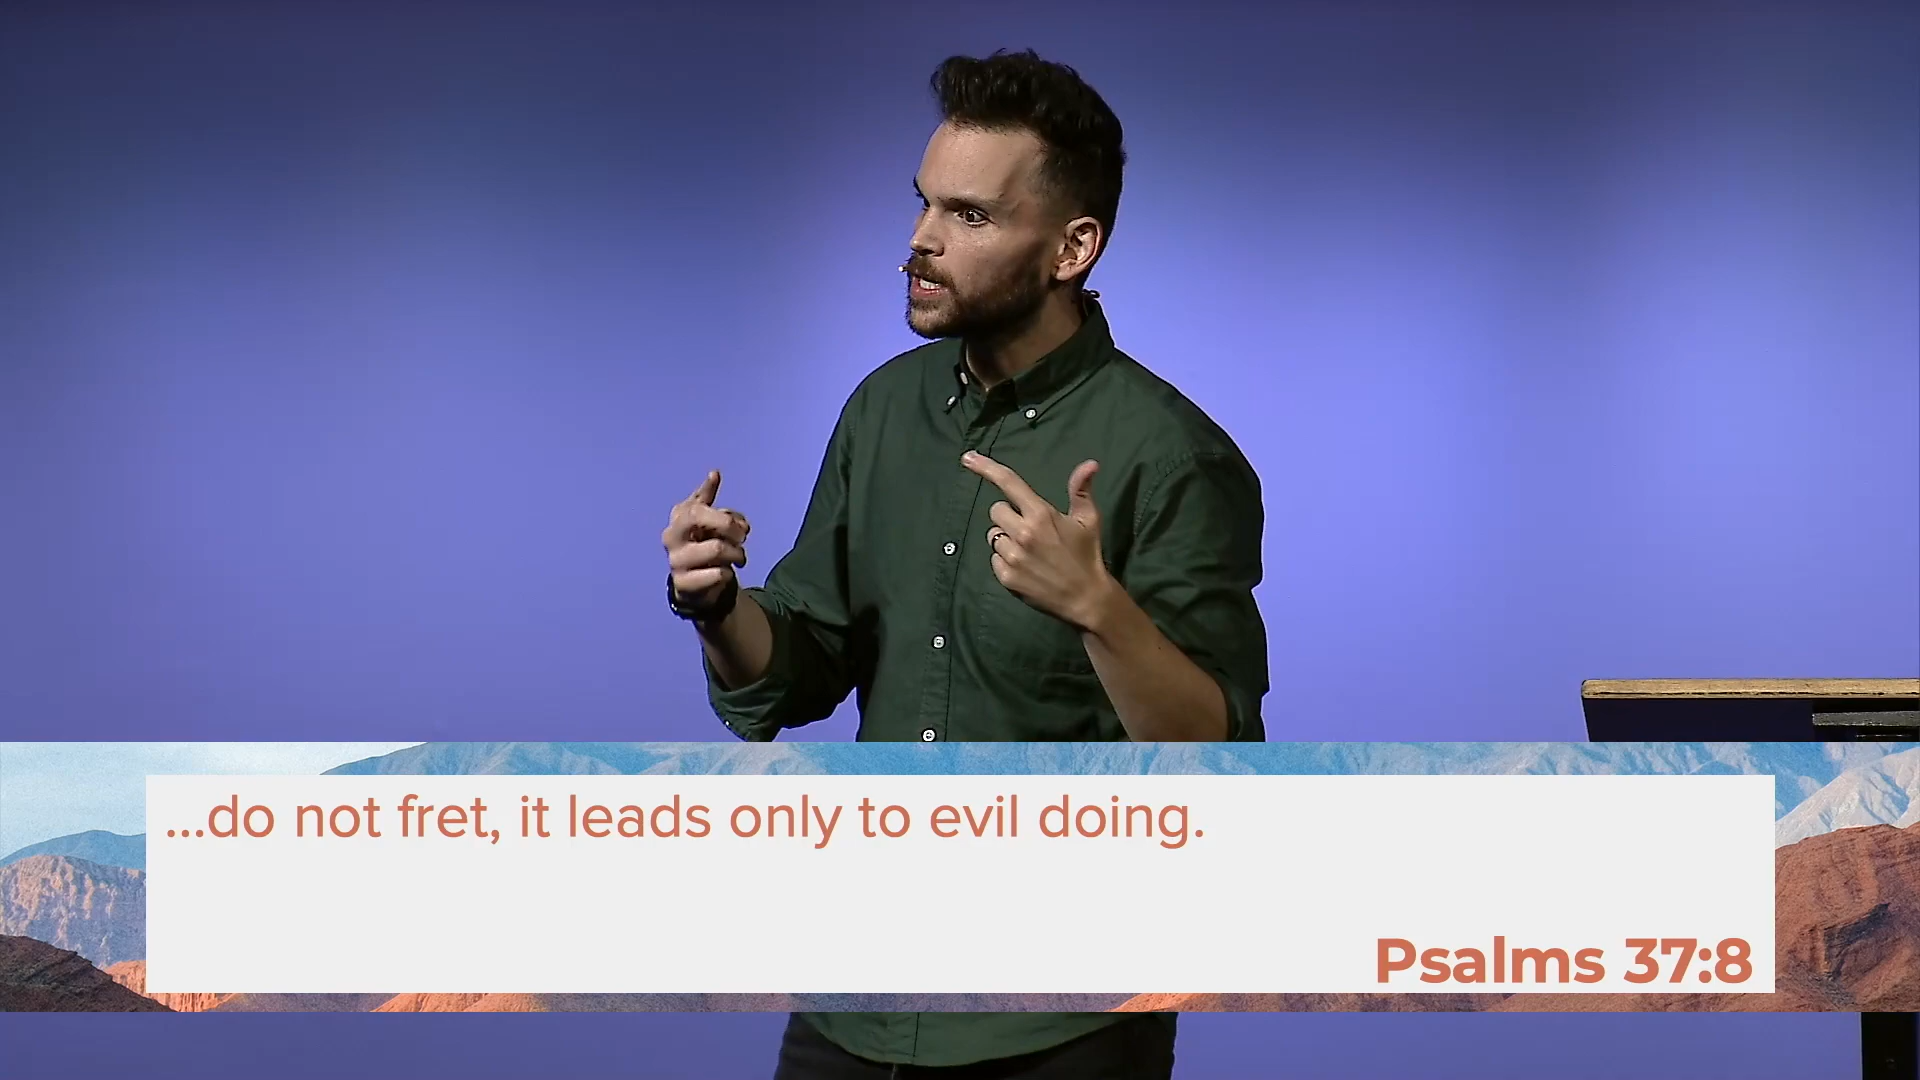 ...do not fret, it leads only to evil doing.
Psalms 37:8